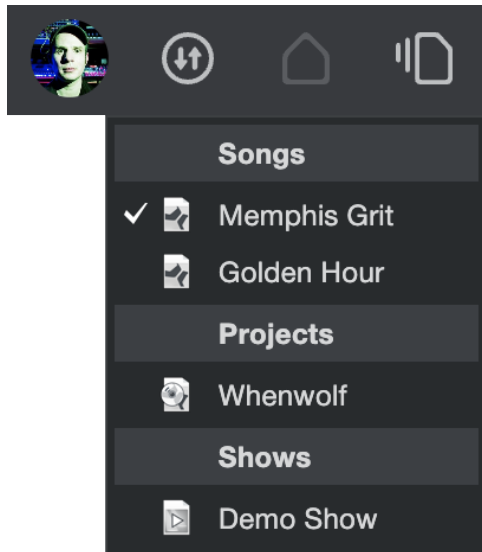 Songs
Memphis Grit
Golden Hour
Projects
Whenwolf
Shows
Demo Show